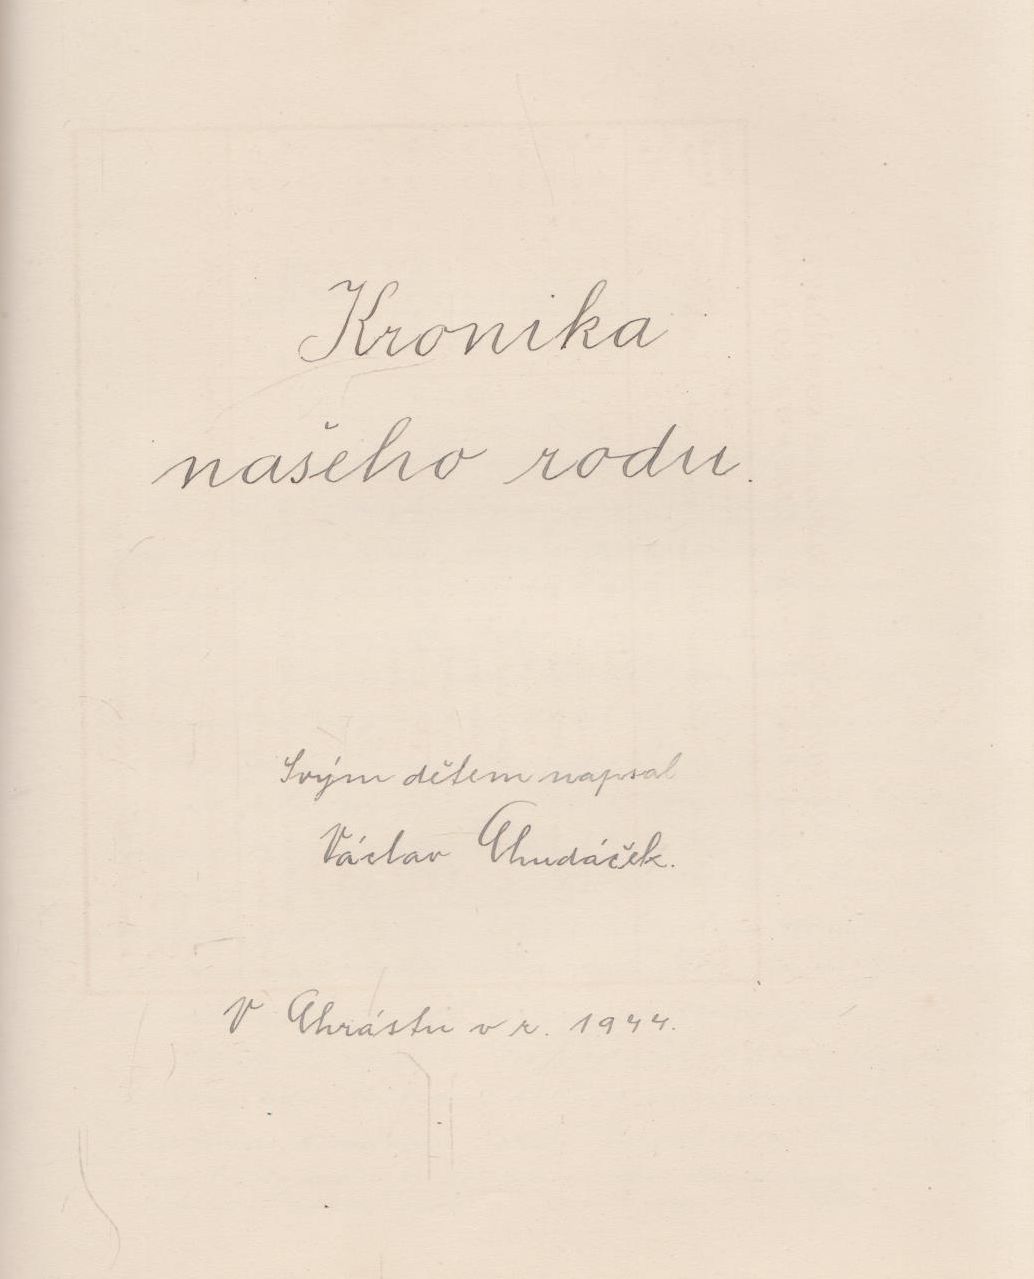 Kronika
našeho rodu.
Svým dětem napsal
Václav Chudáček.
V Chrástu v r. 1944.